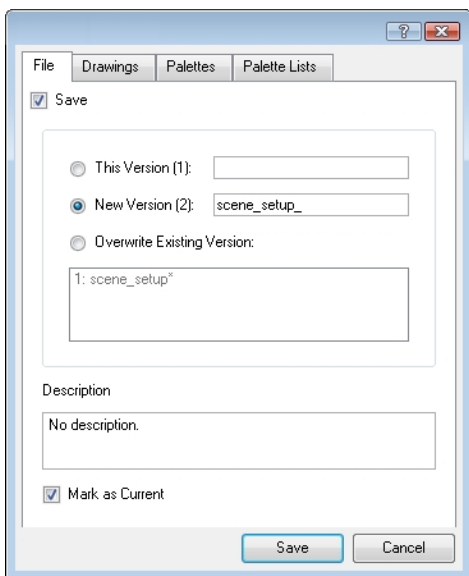 File Drawings Palettes Palette Lists
Save
This Version (1):
New Version (2): scene_setup_
Overwrite Existing Version:
1: scene_setup*
Description
No description.
Mark as Current
Save Cancel